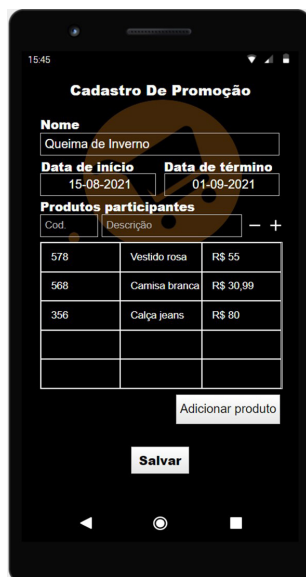 15:45
Cadastro De Promoção
Nome
Queima de Inverno
Data de início Data de término
15-08-2021 01-09-2021
Produtos participantes
Cod. Descrição − +
578 Vestido rosa R$ 55
568 Camisa branca R$ 30,99
356 Calça jeans R$ 80
Adicionar produto
Salvar